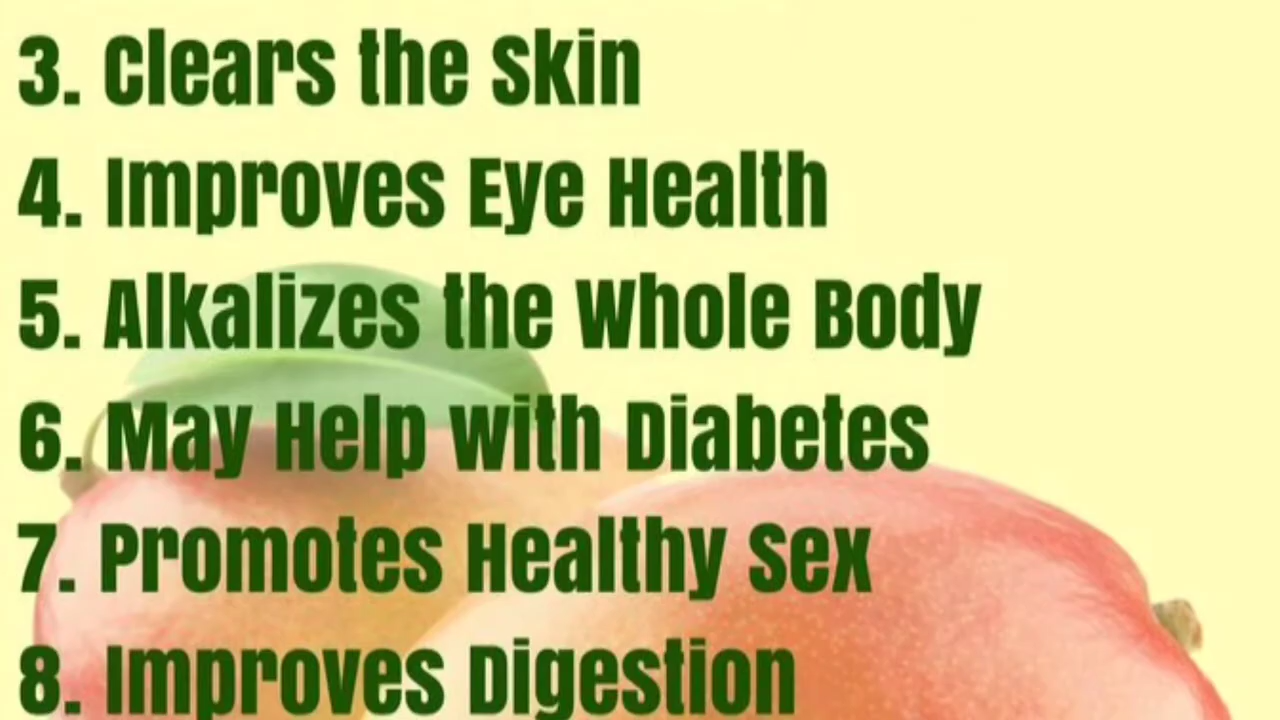 3. Clears the Skin
4. Improves Eye Health
5. Alkalizes the Whole Body
6. May Help with Diabetes
7. Promotes Healthy Sex
8. Improves Digestion